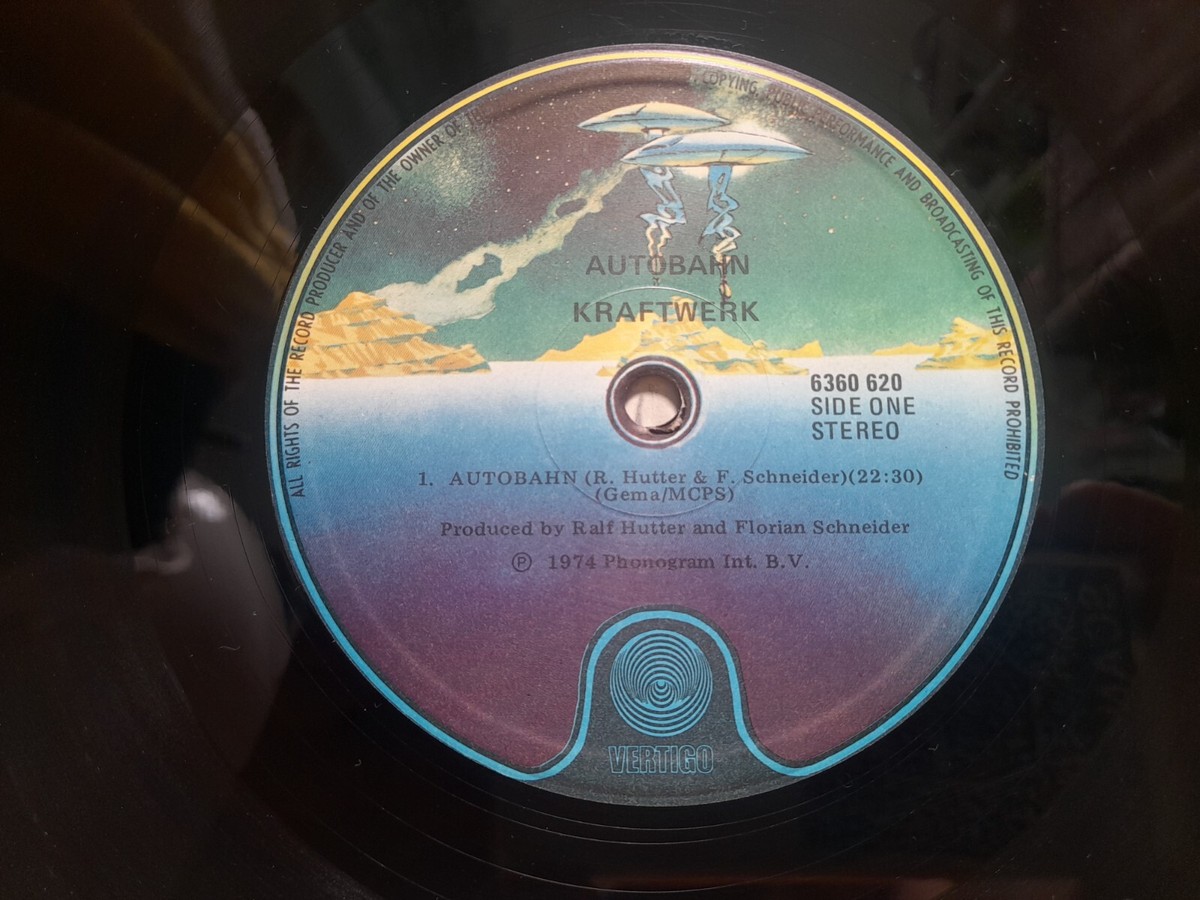 ALL RIGHTS OF THE RECORD PRODUCER AND OF THE OWNER OF
COPYING, PUBLIC PERFORMANCE AND BROADCASTING OF THIS RECORD PROHIBITED
AUTOBAHN
KRAFTWERK
6360 620
SIDE ONE
STEREO
1. AUTOBAHN (R. Hutter & F. Schneider)(22:30)
(Gema/MCPS)
Produced by Ralf Hutter and Florian Schneider
℗ 1974 Phonogram Int. B.V.
VERTIGO